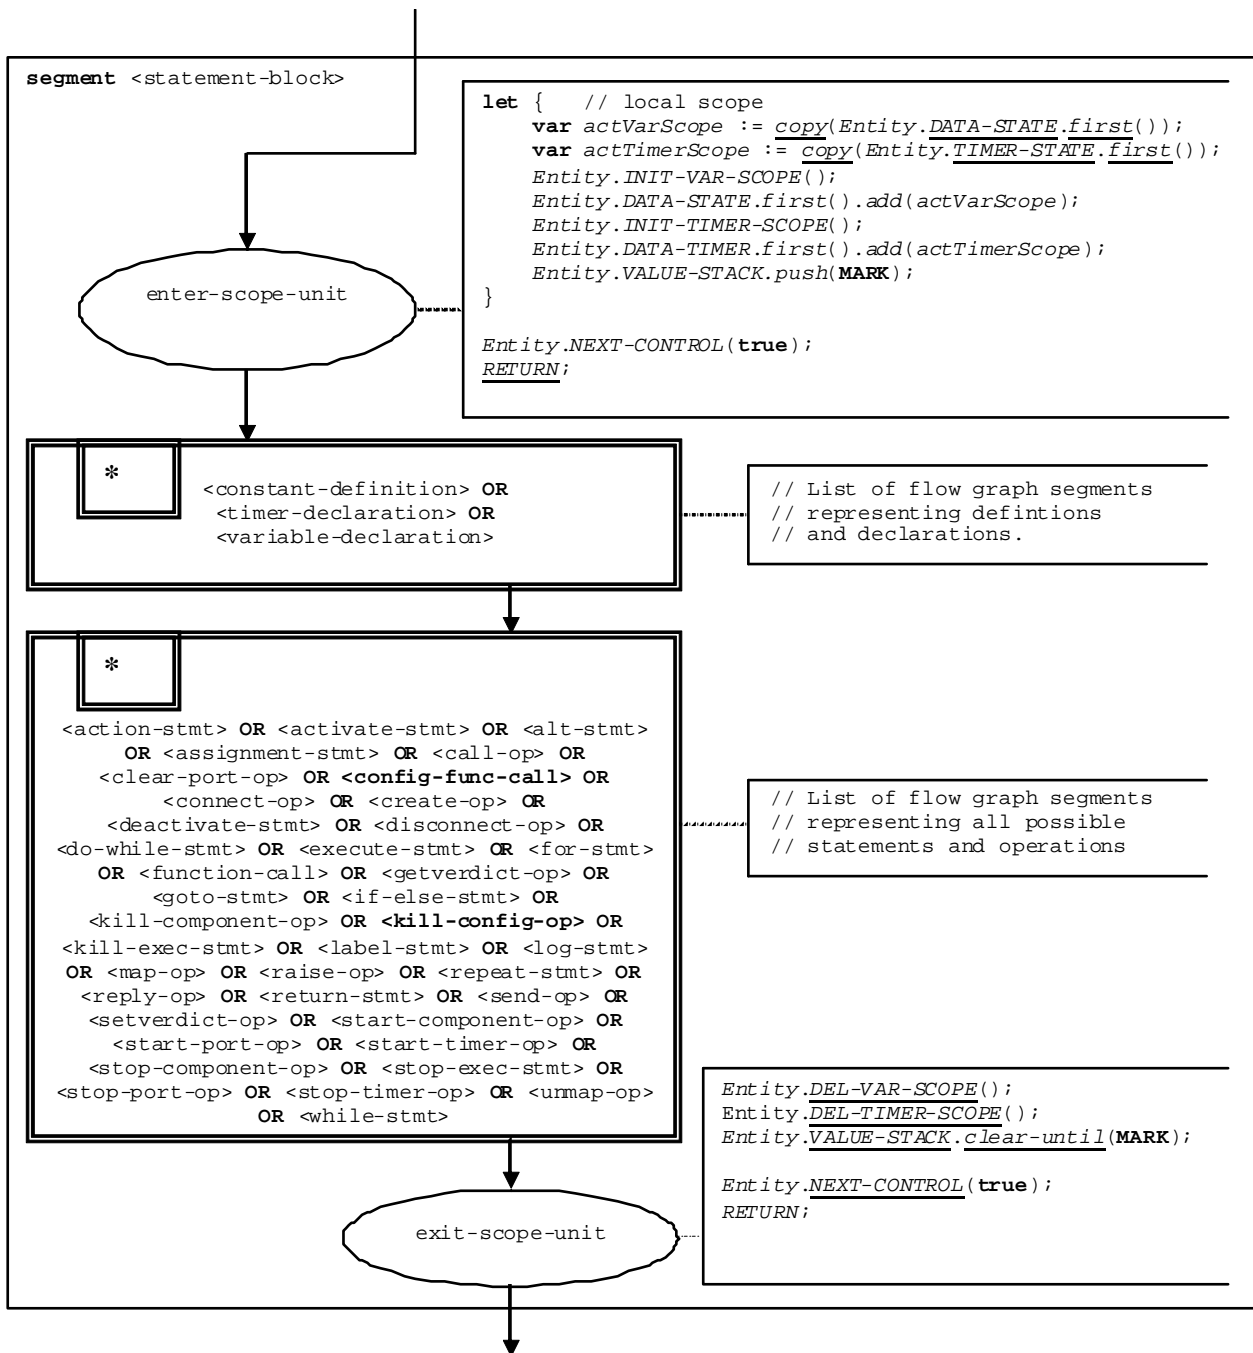 segment <statement-block>
let {   // local scope
var actVarScope := copy(Entity.DATA-STATE.first());
var actTimerScope := copy(Entity.TIMER-STATE.first());
Entity.INIT-VAR-SCOPE();
Entity.DATA-STATE.first().add(actVarScope);
Entity.INIT-TIMER-SCOPE();
Entity.DATA-TIMER.first().add(actTimerScope);
Entity.VALUE-STACK.push(MARK);
}
Entity.NEXT-CONTROL(true);
RETURN;
enter-scope-unit
*
<constant-definition> OR
<timer-declaration> OR
<variable-declaration>
// List of flow graph segments
// representing defintions
// and declarations.
*
<action-stmt> OR <activate-stmt> OR <alt-stmt>
OR <assignment-stmt> OR <call-op> OR
<clear-port-op> OR <config-func-call> OR
<connect-op> OR <create-op> OR
<deactivate-stmt> OR <disconnect-op> OR
<do-while-stmt> OR <execute-stmt> OR <for-stmt>
OR <function-call> OR <getverdict-op> OR
<goto-stmt> OR <if-else-stmt> OR
<kill-component-op> OR <kill-config-op> OR
<kill-exec-stmt> OR <label-stmt> OR <log-stmt>
OR <map-op> OR <raise-op> OR <repeat-stmt> OR
<reply-op> OR <return-stmt> OR <send-op> OR
<setverdict-op> OR <start-component-op> OR
<start-port-op> OR <start-timer-op> OR
<stop-component-op> OR <stop-exec-stmt> OR
<stop-port-op> OR <stop-timer-op> OR <unmap-op>
OR <while-stmt>
// List of flow graph segments
// representing all possible
// statements and operations
Entity.DEL-VAR-SCOPE();
Entity.DEL-TIMER-SCOPE();
Entity.VALUE-STACK.clear-until(MARK);
Entity.NEXT-CONTROL(true);
RETURN;
exit-scope-unit